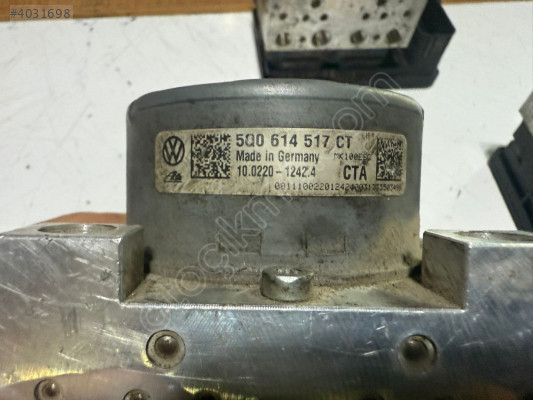 #4031698
5Q0 614 517 CT
Made in Germany
10.0220-1242.4
CTA